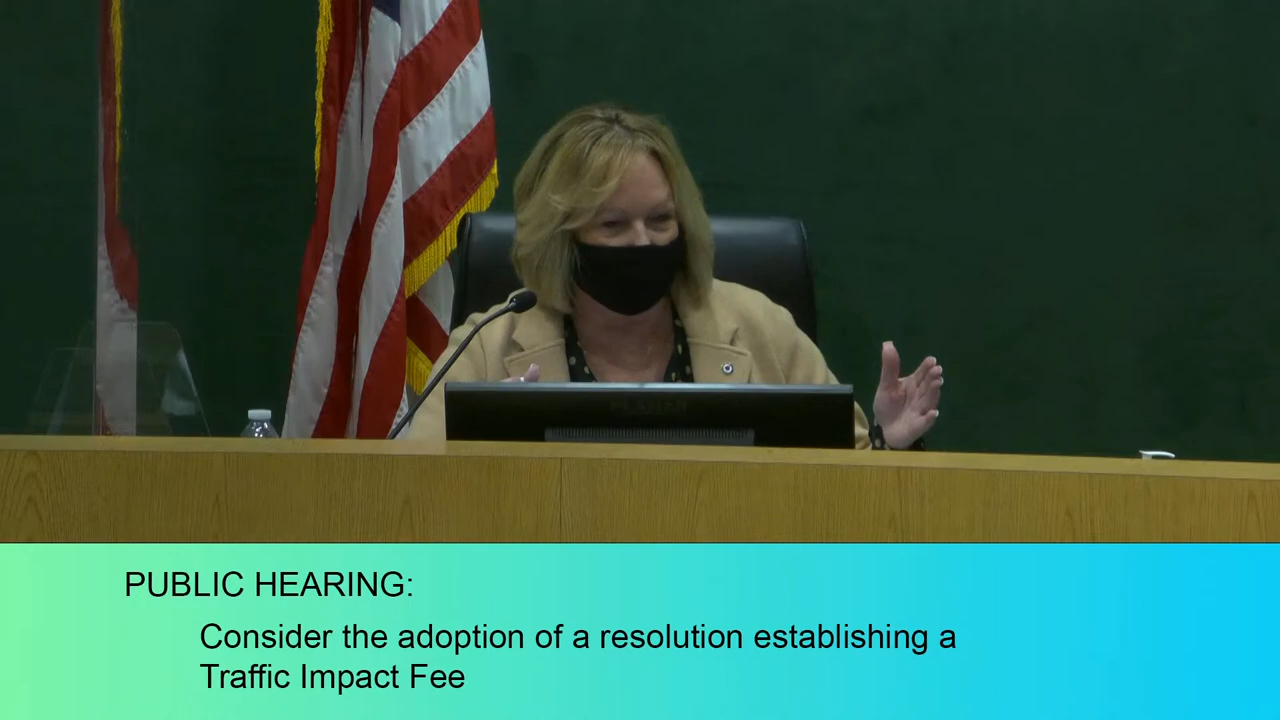 PUBLIC HEARING:
Consider the adoption of a resolution establishing a
Traffic Impact Fee